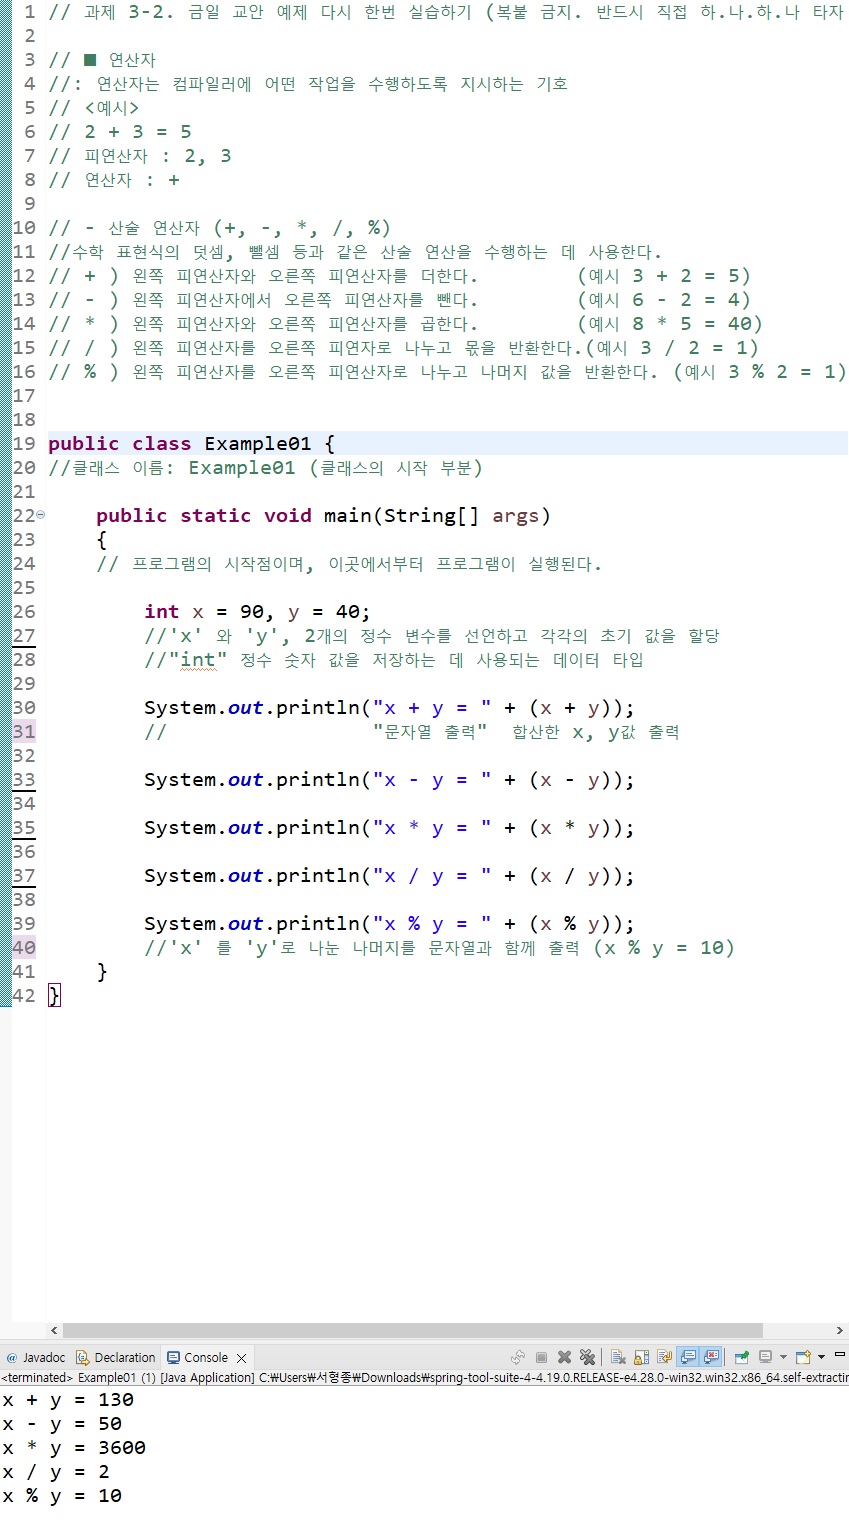 1 // 과제 3-2. 금일 교안 예제 다시 한번 실습하기 (복붙 금지. 반드시 직접 하.나.하.나 타자
2
3 // ■ 연산자
4 //: 연산자는 컴파일러에 어떤 작업을 수행하도록 지시하는 기호
5 // <예시>
6 // 2 + 3 = 5
7 // 피연산자 : 2, 3
8 // 연산자 : +
9
10 // - 산술 연산자 (+, -, *, /, %)
11 //수학 표현식의 덧셈, 뺄셈 등과 같은 산술 연산을 수행하는 데 사용한다.
12 // + ) 왼쪽 피연산자와 오른쪽 피연산자를 더한다. (예시 3 + 2 = 5)
13 // - ) 왼쪽 피연산자에서 오른쪽 피연산자를 뺀다. (예시 6 - 2 = 4)
14 // * ) 왼쪽 피연산자와 오른쪽 피연산자를 곱한다. (예시 8 * 5 = 40)
15 // / ) 왼쪽 피연산자를 오른쪽 피연자로 나누고 몫을 반환한다.(예시 3 / 2 = 1)
16 // % ) 왼쪽 피연산자를 오른쪽 피연산자로 나누고 나머지 값을 반환한다. (예시 3 % 2 = 1)
17
18
19 public class Example01 {
20 //클래스 이름: Example01 (클래스의 시작 부분)
21
22 public static void main(String[] args)
23 {
24 // 프로그램의 시작점이며, 이곳에서부터 프로그램이 실행된다.
25
26 int x = 90, y = 40;
27 //'x' 와 'y', 2개의 정수 변수를 선언하고 각각의 초기 값을 할당
28 //"int" 정수 숫자 값을 저장하는 데 사용되는 데이터 타입
29
30 System.out.println("x + y = " + (x + y));
31 // "문자열 출력" 합산한 x, y값 출력
32
33 System.out.println("x - y = " + (x - y));
34
35 System.out.println("x * y = " + (x * y));
36
37 System.out.println("x / y = " + (x / y));
38
39 System.out.println("x % y = " + (x % y));
40 //'x' 를 'y'로 나눈 나머지를 문자열과 함께 출력 (x % y = 10)
41 }
42 }
@ Javadoc Declaration Console
<terminated> Example01 (1) [Java Application] C:₩Users₩서형종₩Downloads₩spring-tool-suite-4-4.19.0.RELEASE-e4.28.0-win32.win32.x86_64.self-extractin
x + y = 130
x - y = 50
x * y = 3600
x / y = 2
x % y = 10